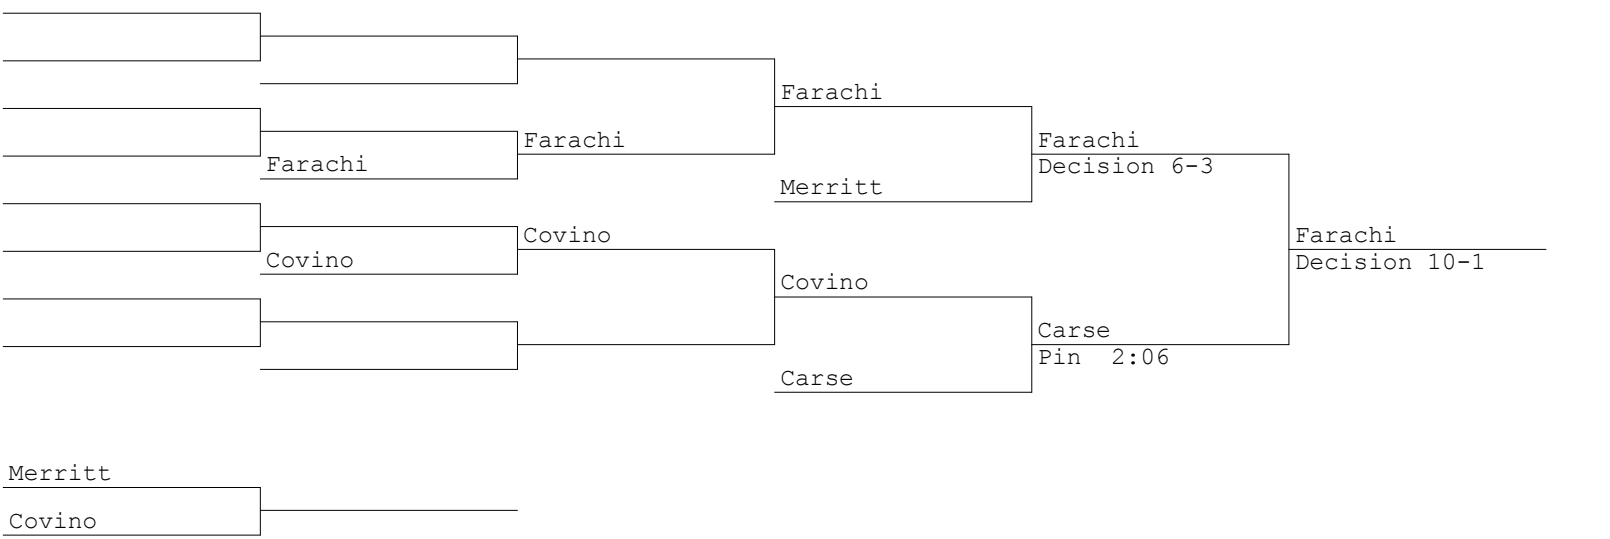 Farachi
Farachi
Farachi
Decision 6-3
Farachi
Merritt
Covino
Covino
Farachi
Decision 10-1
Covino
Carse
Pin  2:06
Carse
Merritt
Covino